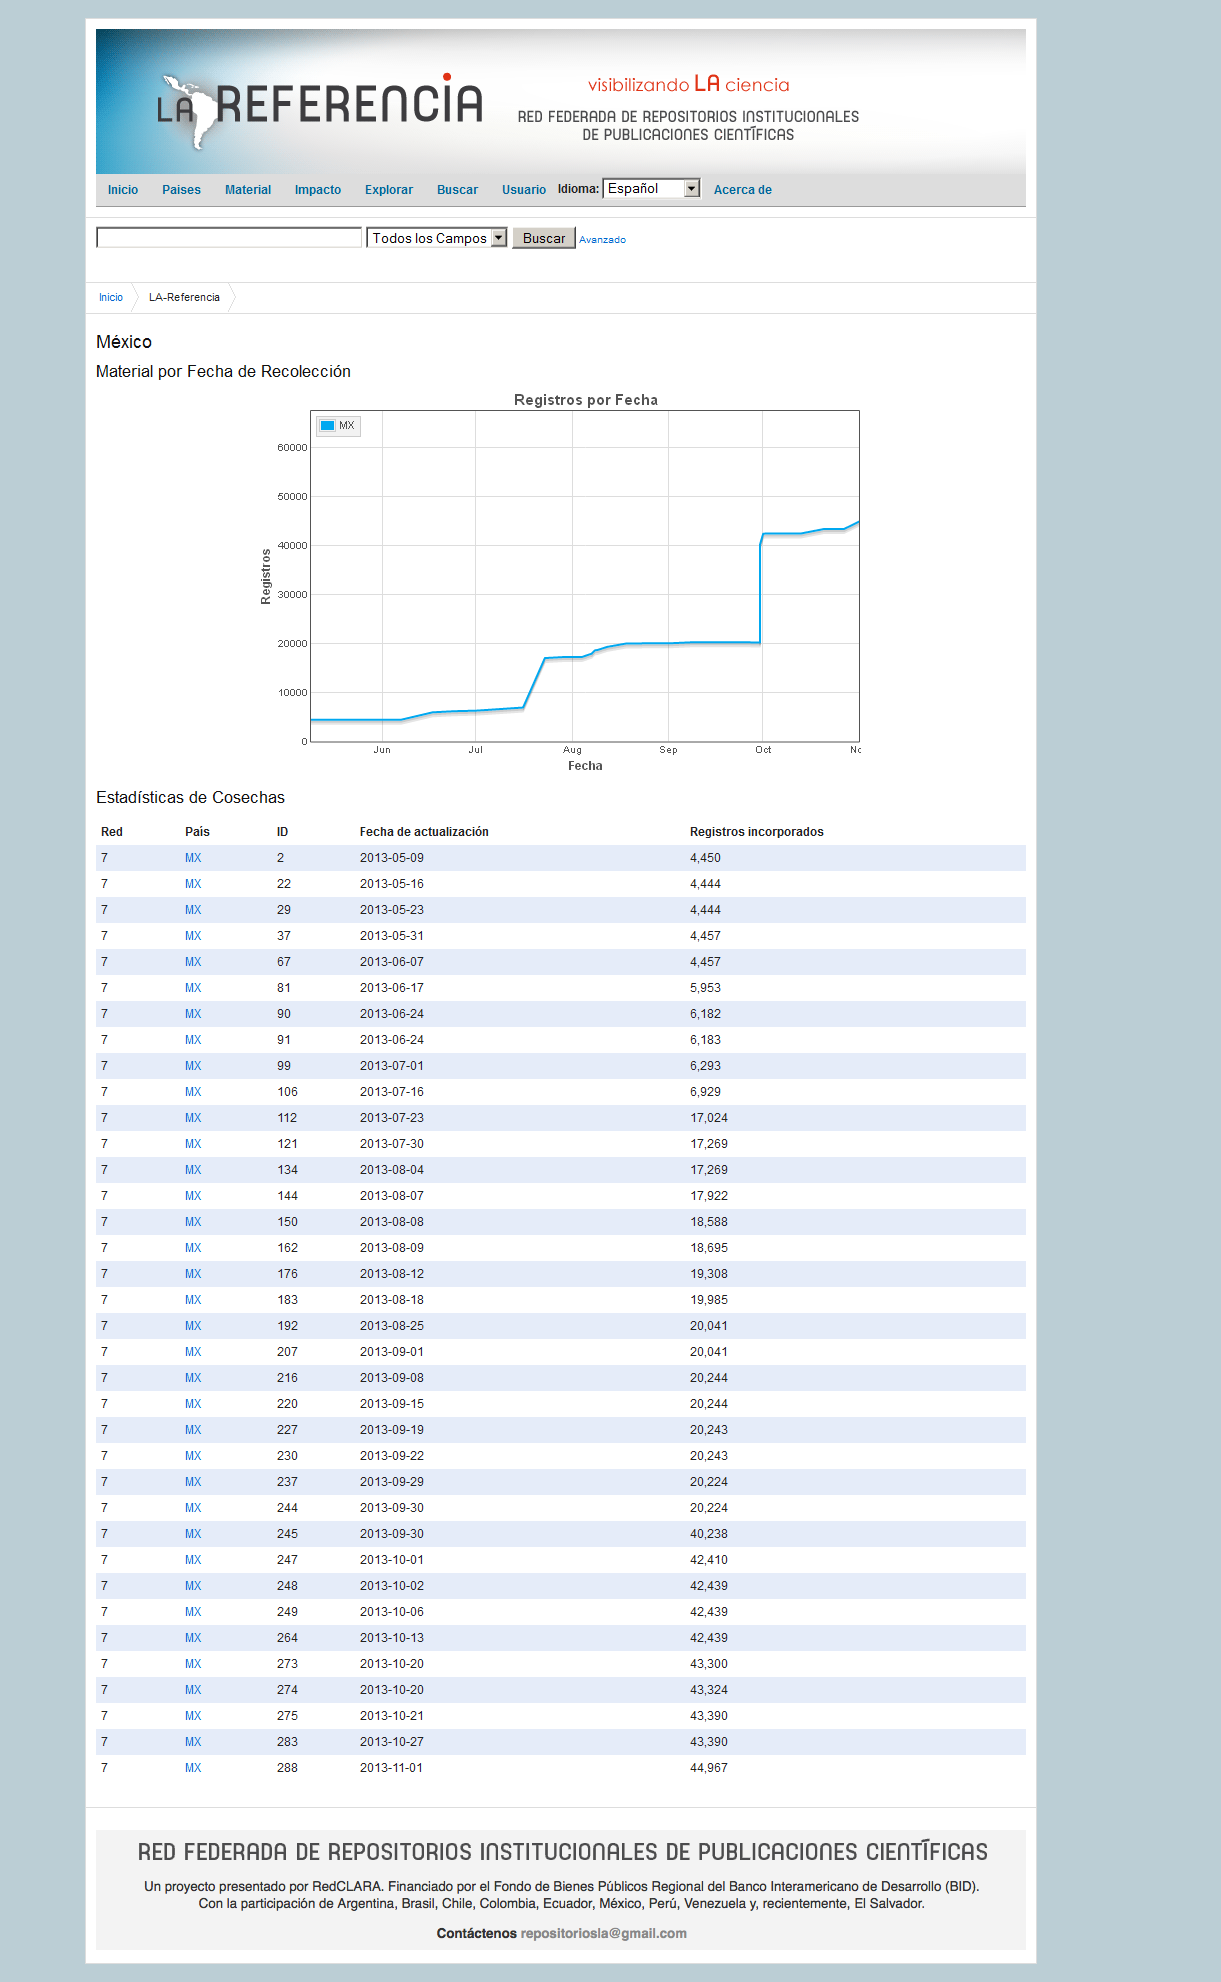 LA REFERENCIA
visibilizando LA ciencia
RED FEDERADA DE REPOSITORIOS INSTITUCIONALES
DE PUBLICACIONES CIENTÍFICAS
Inicio Paises Material Impacto Explorar Buscar Usuario Idioma: Español Acerca de
Todos los Campos Buscar Avanzado
Inicio LA-Referencia
México
Material por Fecha de Recolección
Registros por Fecha
MX
60000
50000
40000
30000
20000
10000
0
Registros
Jun Jul Aug Sep Oct Nc
Fecha
Estadísticas de Cosechas
Red País ID Fecha de actualización Registros incorporados
7 MX 2 2013-05-09 4,450
7 MX 22 2013-05-16 4,444
7 MX 29 2013-05-23 4,444
7 MX 37 2013-05-31 4,457
7 MX 67 2013-06-07 4,457
7 MX 81 2013-06-17 5,953
7 MX 90 2013-06-24 6,182
7 MX 91 2013-06-24 6,183
7 MX 99 2013-07-01 6,293
7 MX 106 2013-07-16 6,929
7 MX 112 2013-07-23 17,024
7 MX 121 2013-07-30 17,269
7 MX 134 2013-08-04 17,269
7 MX 144 2013-08-07 17,922
7 MX 150 2013-08-08 18,588
7 MX 162 2013-08-09 18,695
7 MX 176 2013-08-12 19,308
7 MX 183 2013-08-18 19,985
7 MX 192 2013-08-25 20,041
7 MX 207 2013-09-01 20,041
7 MX 216 2013-09-08 20,244
7 MX 220 2013-09-15 20,244
7 MX 227 2013-09-19 20,243
7 MX 230 2013-09-22 20,243
7 MX 237 2013-09-29 20,224
7 MX 244 2013-09-30 20,224
7 MX 245 2013-09-30 40,238
7 MX 247 2013-10-01 42,410
7 MX 248 2013-10-02 42,439
7 MX 249 2013-10-06 42,439
7 MX 264 2013-10-13 42,439
7 MX 273 2013-10-20 43,300
7 MX 274 2013-10-20 43,324
7 MX 275 2013-10-21 43,390
7 MX 283 2013-10-27 43,390
7 MX 288 2013-11-01 44,967
RED FEDERADA DE REPOSITORIOS INSTITUCIONALES DE PUBLICACIONES CIENTÍFICAS
Un proyecto presentado por RedCLARA. Financiado por el Fondo de Bienes Públicos Regional del Banco Interamericano de Desarrollo (BID).
Con la participación de Argentina, Brasil, Chile, Colombia, Ecuador, México, Perú, Venezuela y, recientemente, El Salvador.
Contáctenos repositoriosla@gmail.com